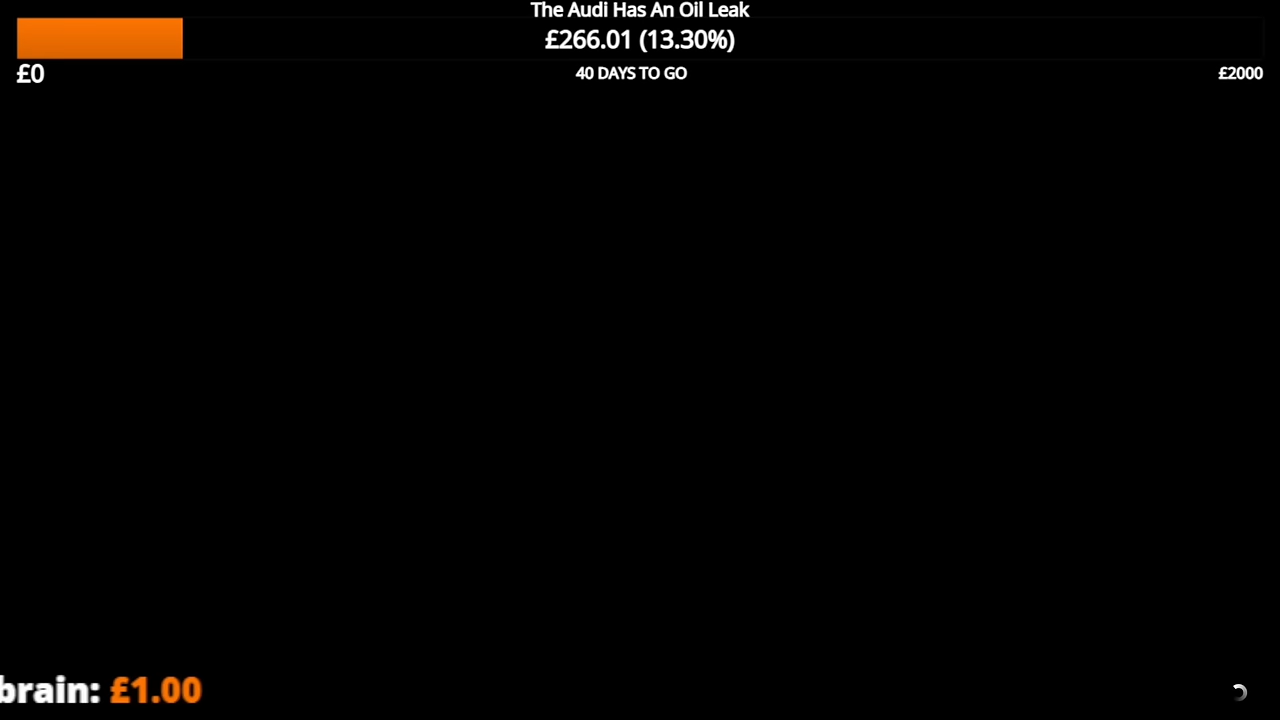 The Audi Has An Oil Leak
£266.01 (13.30%)
£0 40 DAYS TO GO £2000
brain: £1.00